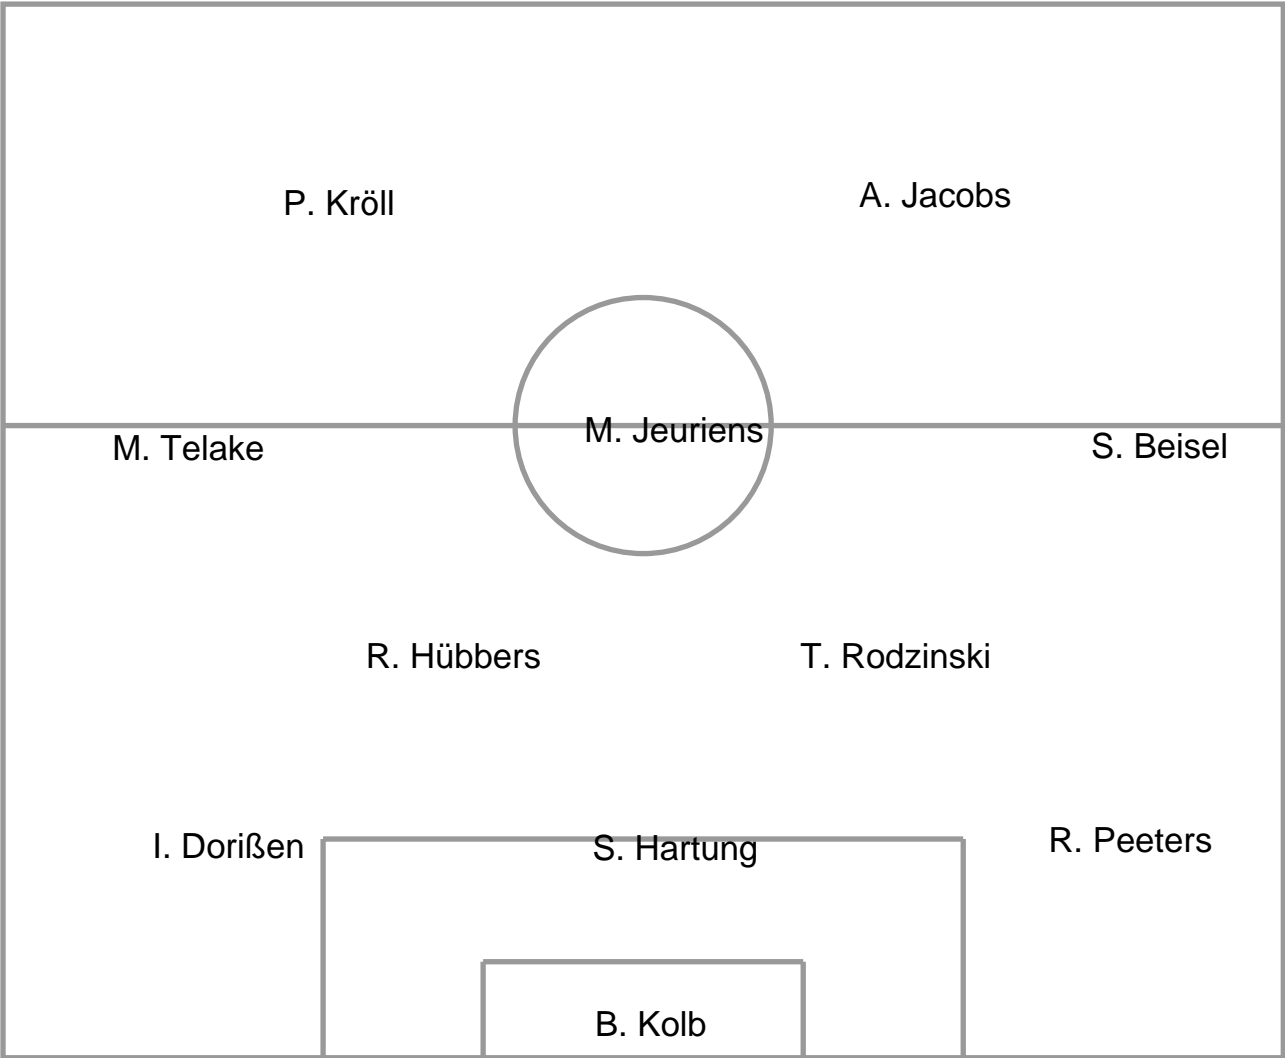 P. Kröll
A. Jacobs
M. Jeuriens
M. Telake
S. Beisel
R. Hübbers
T. Rodzinski
I. Dorißen
S. Hartung
R. Peeters
B. Kolb